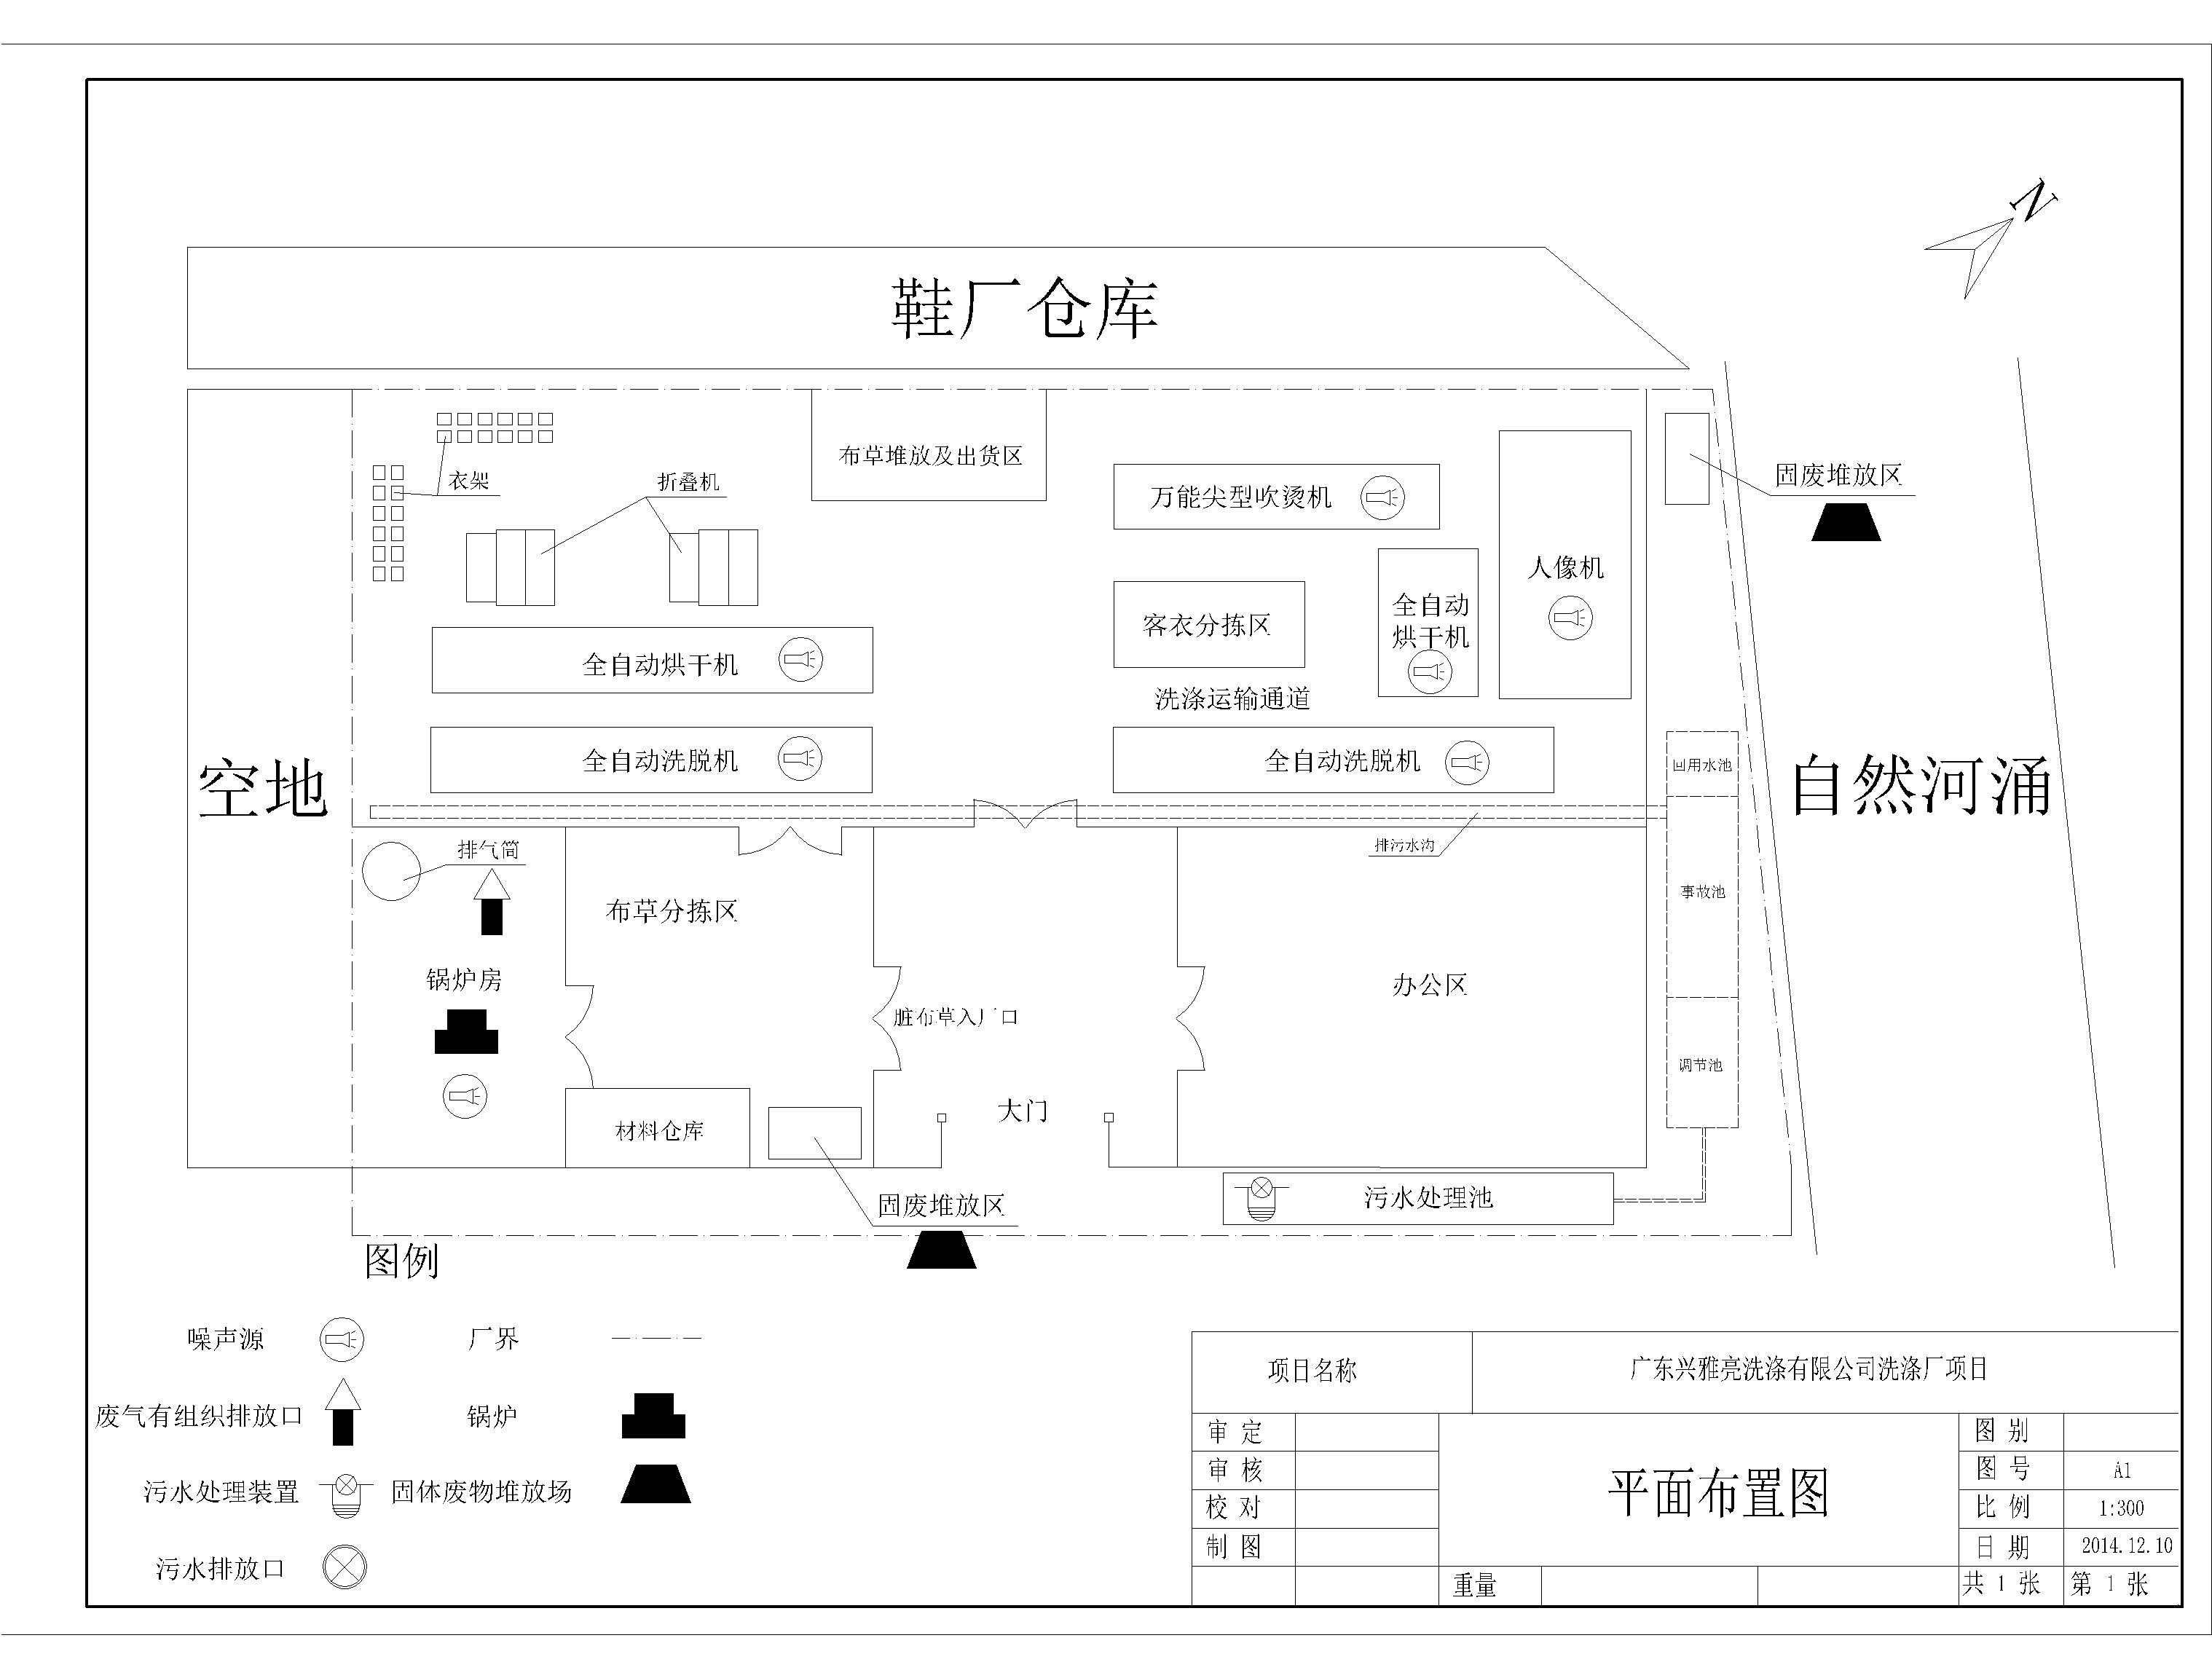 N
鞋厂仓库
布草堆放及出货区
衣架
折叠机
万能尖型吹烫机
固废堆放区
人像机
全自动
烘干机
客衣分拣区
全自动烘干机
洗涤运输通道
全自动洗脱机
全自动洗脱机
回用水池
空地
自然河涌
排气筒
排污水沟
事故池
布草分拣区
锅炉房
办公区
脏布草入厂口
调节池
大门
材料仓库
固废堆放区
污水处理池
图例
噪声源
厂界
废气有组织排放口
锅炉
污水处理装置
固体废物堆放场
污水排放口
项目名称
广东兴雅亮洗涤有限公司洗涤厂项目
审 定
图 别
审 核
图 号
A1
平面布置图
校 对
比 例
1:300
制 图
日 期
2014.12.10
重量
共 1 张
第 1 张